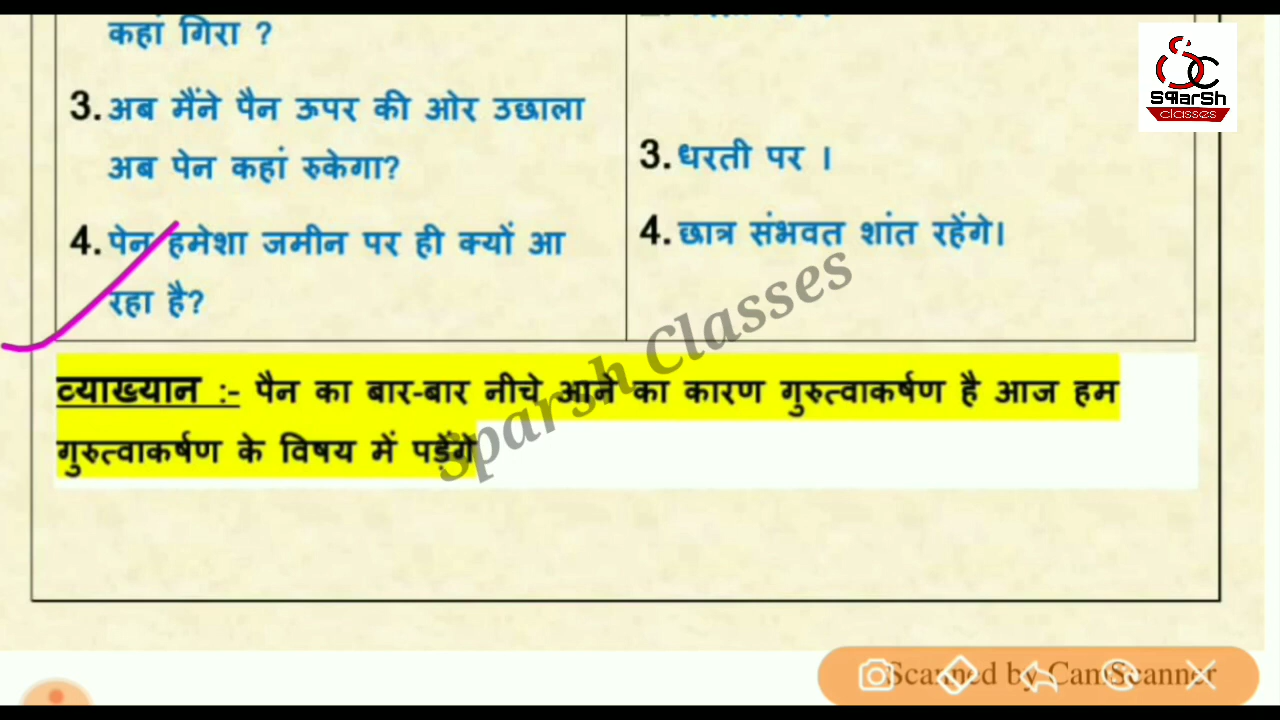 कहां गिरा ?
3. अब मैंने पैन ऊपर की ओर उछाला
अब पेन कहां रुकेगा?
3. धरती पर ।
4. पेन हमेशा जमीन पर ही क्यों आ
रहा है?
4. छात्र संभवत शांत रहेंगे।
व्याख्यान :- पैन का बार-बार नीचे आने का कारण गुरुत्वाकर्षण है आज हम
गुरुत्वाकर्षण के विषय में पड़ेंगे
Sparsh Classes
SपarSh
classes
Scanned by CamScanner